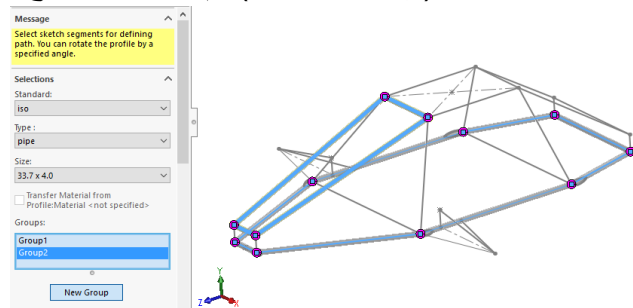 Message
Select sketch segments for defining
path. You can rotate the profile by a
specified angle.
Selections
Standard:
iso
Type :
pipe
Size:
33.7 x 4.0
Transfer Material from
Profile:Material <not specified>
Groups:
Group1
Group2
New Group
Y
Z
X